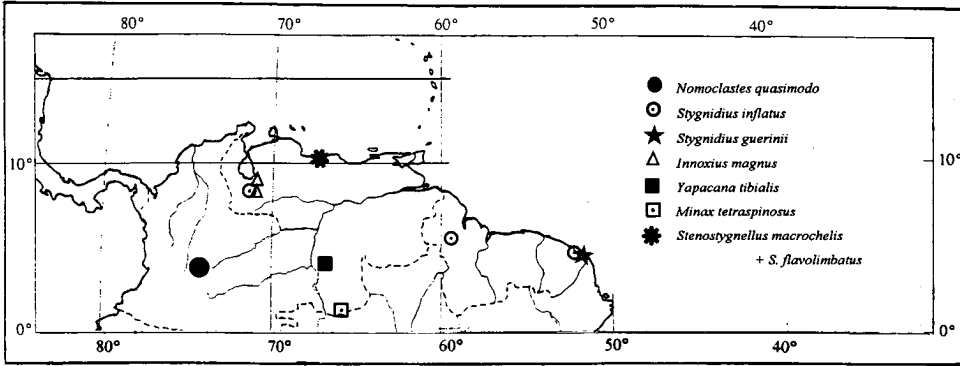 80° 70° 60° 50° 40°
Nomoclastes quasimodo
Stygnidius inflatus
Stygnidius guerinii
Innoxius magnus
Yapacana tibialis
Minax tetraspinosus
Stenostygnellus macrochelis
+ S. flavolimbatus
10° 10°
0° 0°
80° 70° 60° 50° 40°